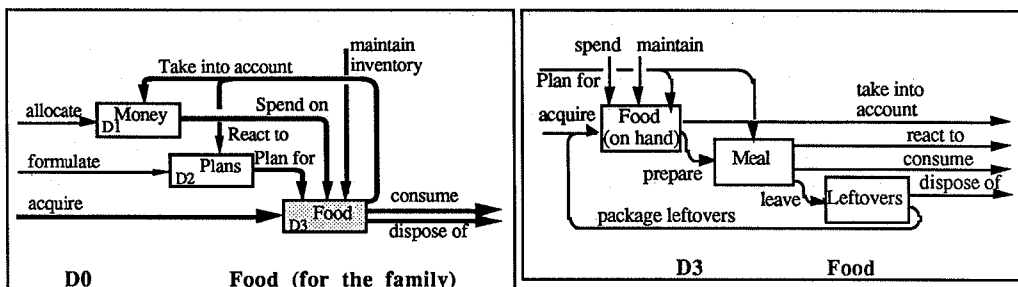 maintain
inventory
Take into account
allocate
Money
D1
Spend on
React to
formulate
Plans
D2
Plan for
acquire
Food
D3
consume
dispose of
D0 Food (for the family)
spend maintain
Plan for
take into
account
acquire
Food
(on hand)
react to
Meal
consume
prepare
dispose of
leave
Leftovers
package leftovers
D3 Food